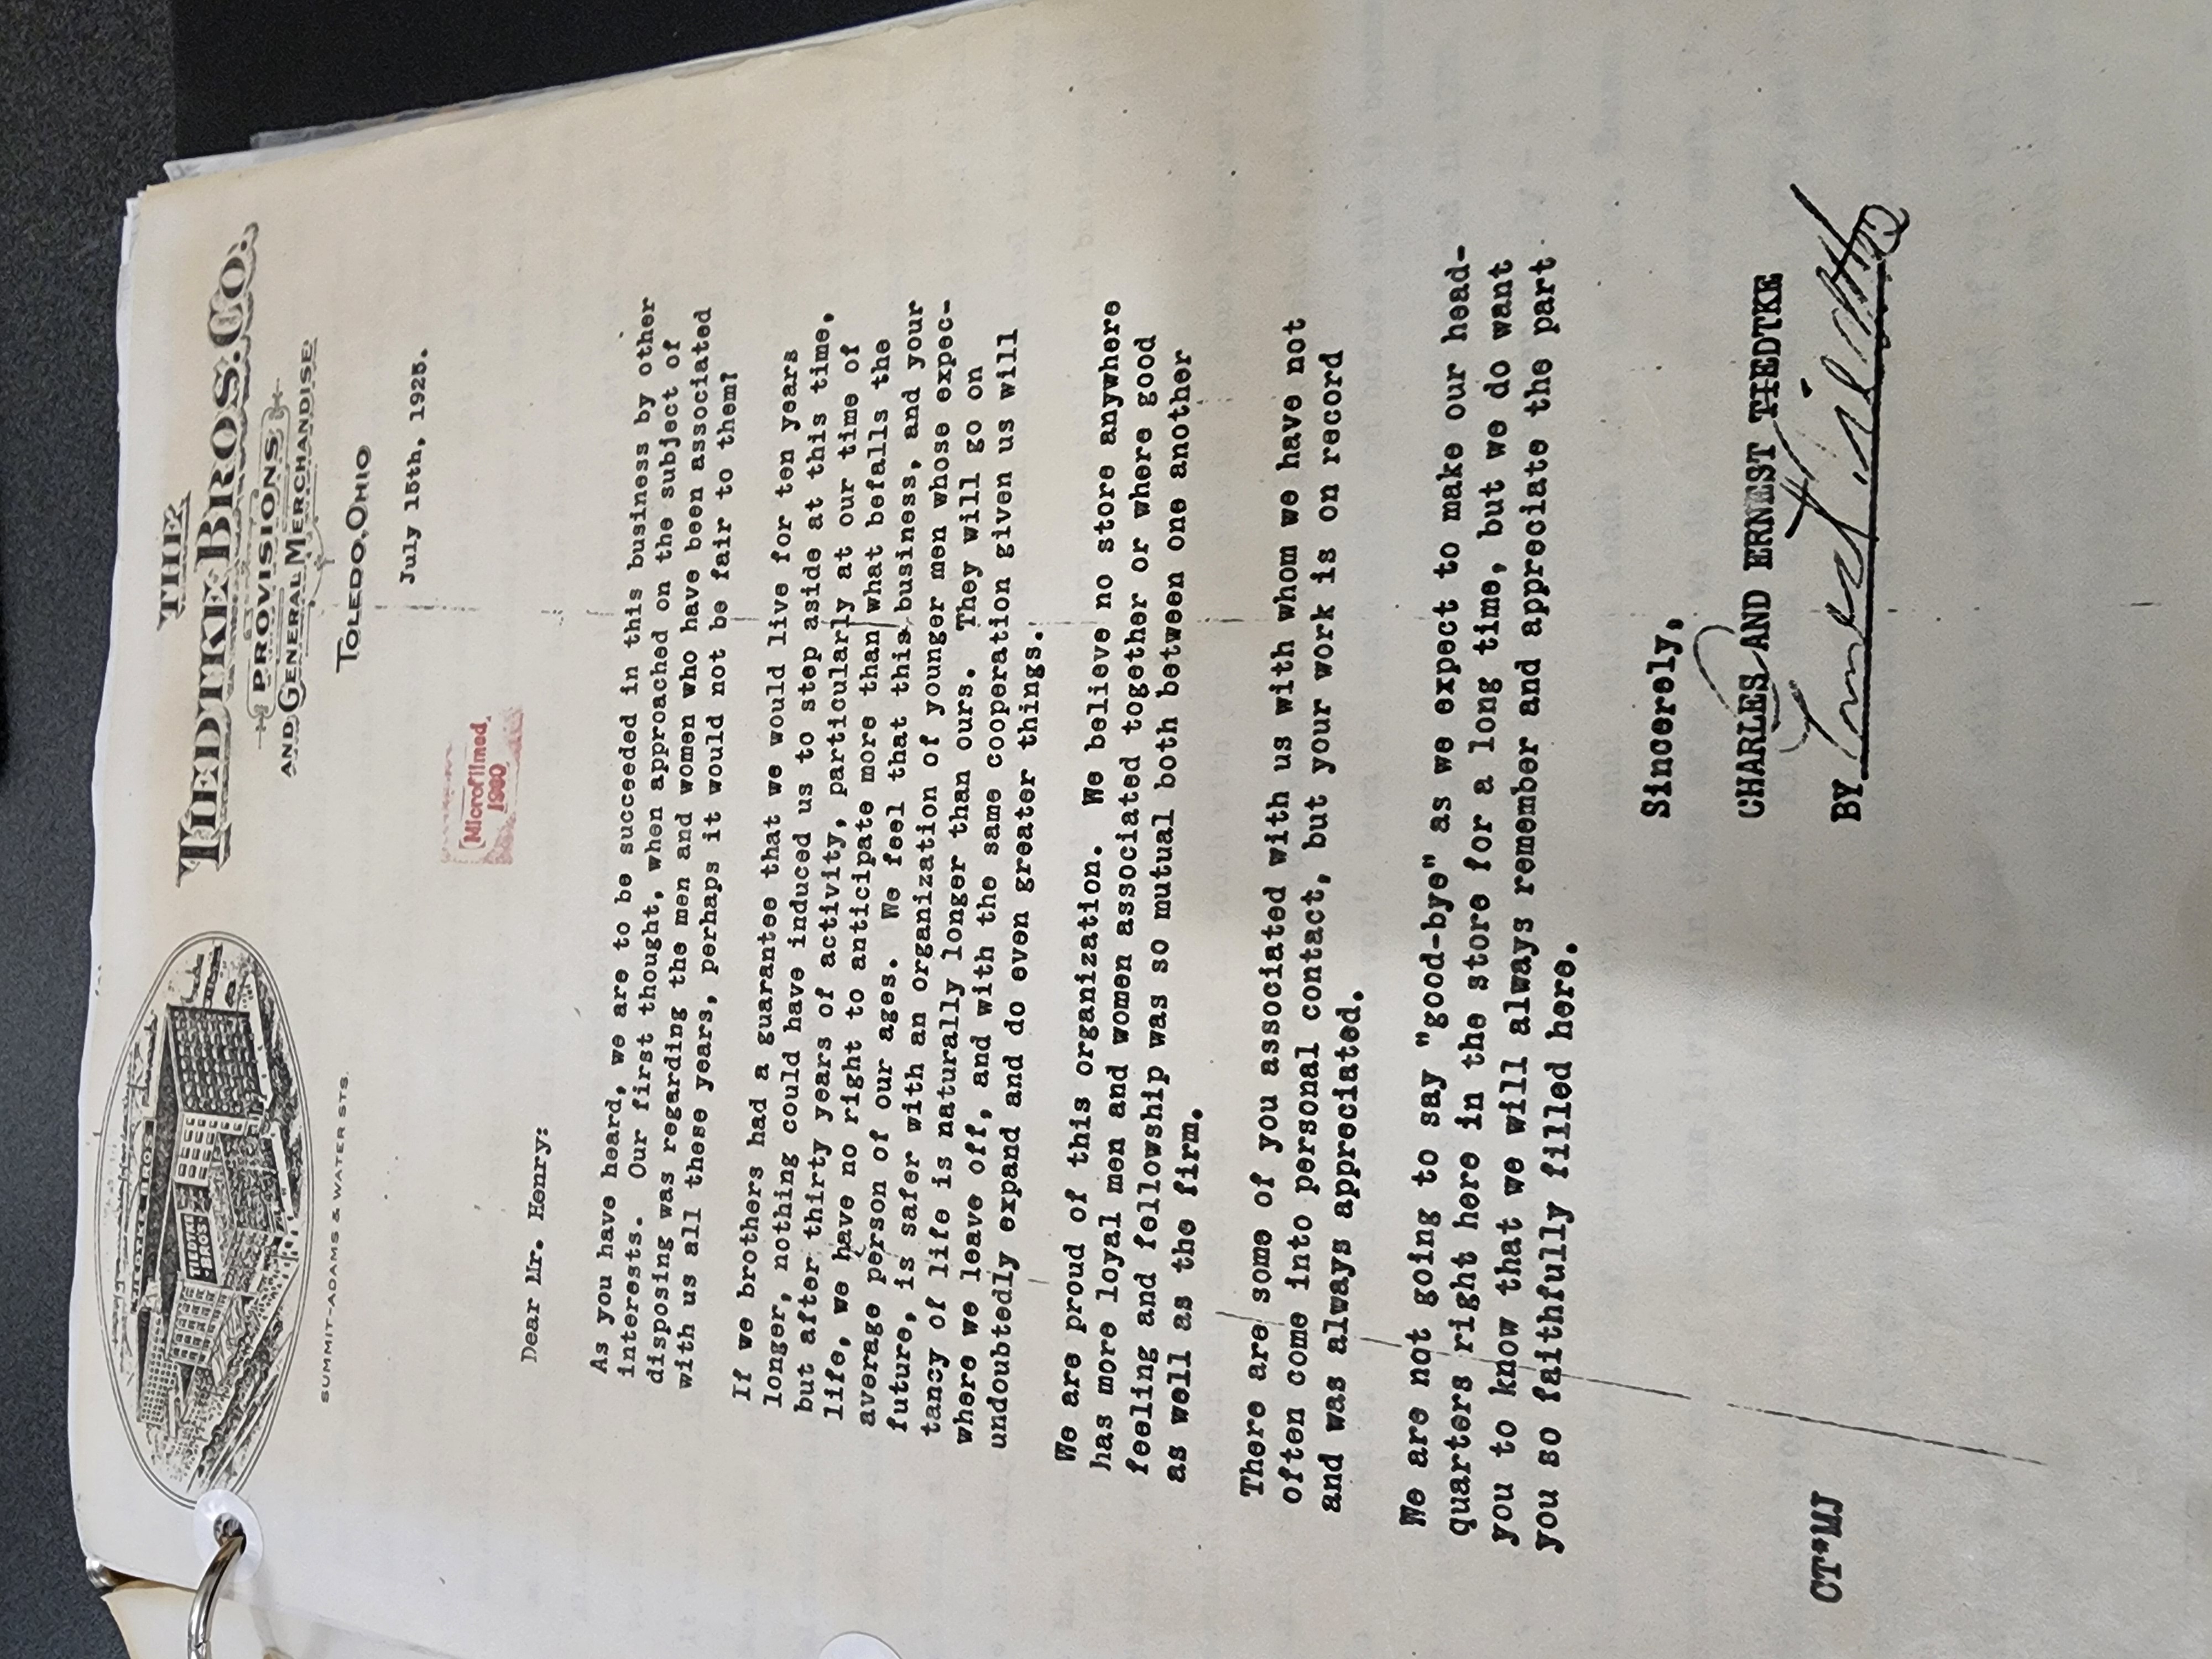 THE
TIEDTKE BROS. CO.
PROVISIONS
AND GENERAL MERCHANDISE
TOLEDO, OHIO
TIEDTKE
BROS
SUMMIT-ADAMS & WATER STS.
July 15th, 1925.
Microfilmed
1980
Dear Mr. Henry:
As you have heard, we are to be succeeded in this business by other
interests. Our first thought, when approached on the subject of
disposing was regarding the men and women who have been associated
with us all these years, perhaps it would not be fair to them?
If we brothers had a guarantee that we would live for ten years
longer, nothing could have induced us to step aside at this time,
but after thirty years of activity, particularly at our time of
life, we have no right to anticipate more than what befalls the
average person of our ages. We feel that this business, and your
future, is safer with an organization of younger men whose expec-
tancy of life is naturally longer than ours. They will go on
where we leave off, and with the same cooperation given us will
undoubtedly expand and do even greater things.
We are proud of this organization. We believe no store anywhere
has more loyal men and women associated together or where good
feeling and fellowship was so mutual both between one another
as well as the firm.
There are some of you associated with us with whom we have not
often come into personal contact, but your work is on record
and was always appreciated.
We are not going to say "good-bye" as we expect to make our head-
quarters right here in the store for a long time, but we do want
you to know that we will always remember and appreciate the part
you so faithfully filled here.
Sincerely,
CHARLES AND ERNEST TIEDTKE
BY Ernest Tiedtke
CT*MJ